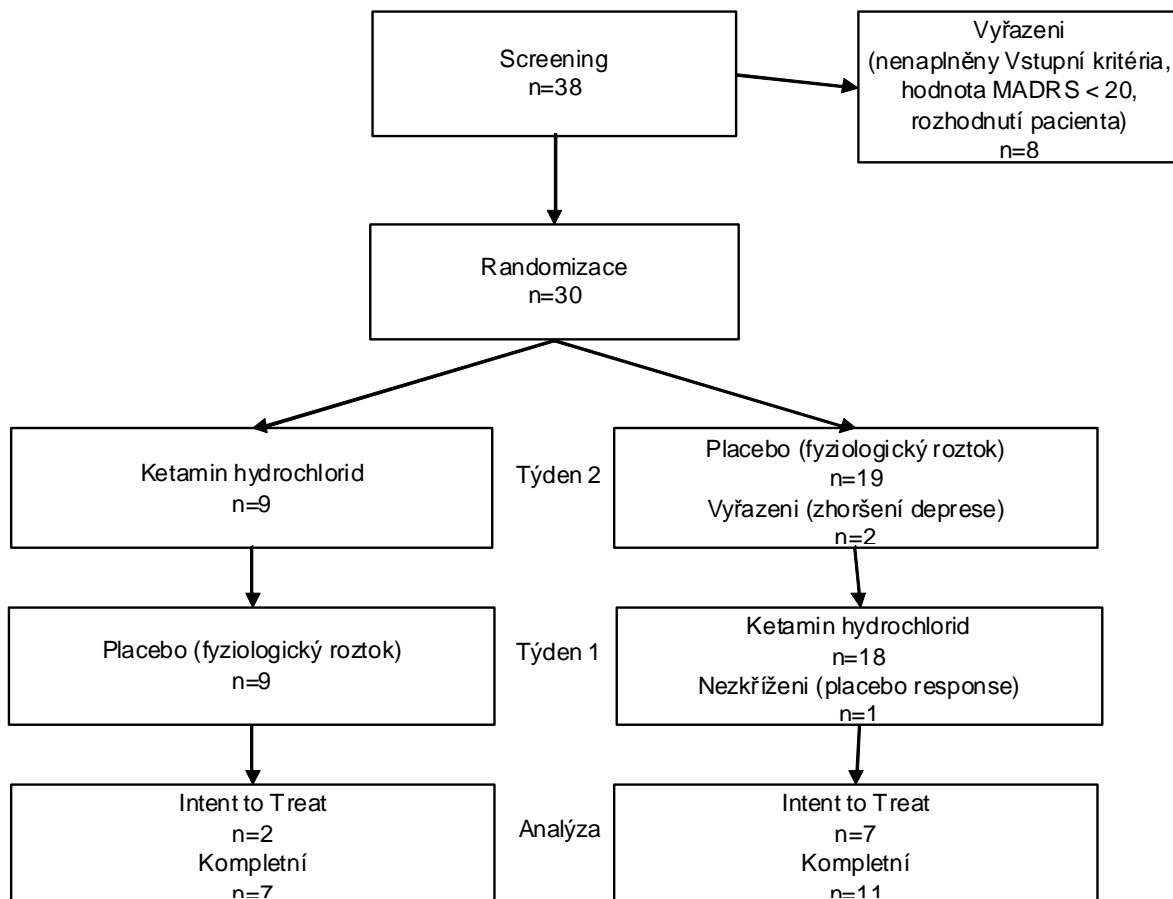 Screening
n=38
Vyřazeni
(nenaplněny Vstupní kritéria,
hodnota MADRS < 20,
rozhodnutí pacienta)
n=8
Randomizace
n=30
Ketamin hydrochlorid
n=9
Týden 2
Placebo (fyziologický roztok)
n=19
Vyřazeni (zhoršení deprese)
n=2
Placebo (fyziologický roztok)
n=9
Týden 1
Ketamin hydrochlorid
n=18
Nezkříženi (placebo response)
n=1
Intent to Treat
n=2
Kompletní
n=7
Analýza
Intent to Treat
n=7
Kompletní
n=11